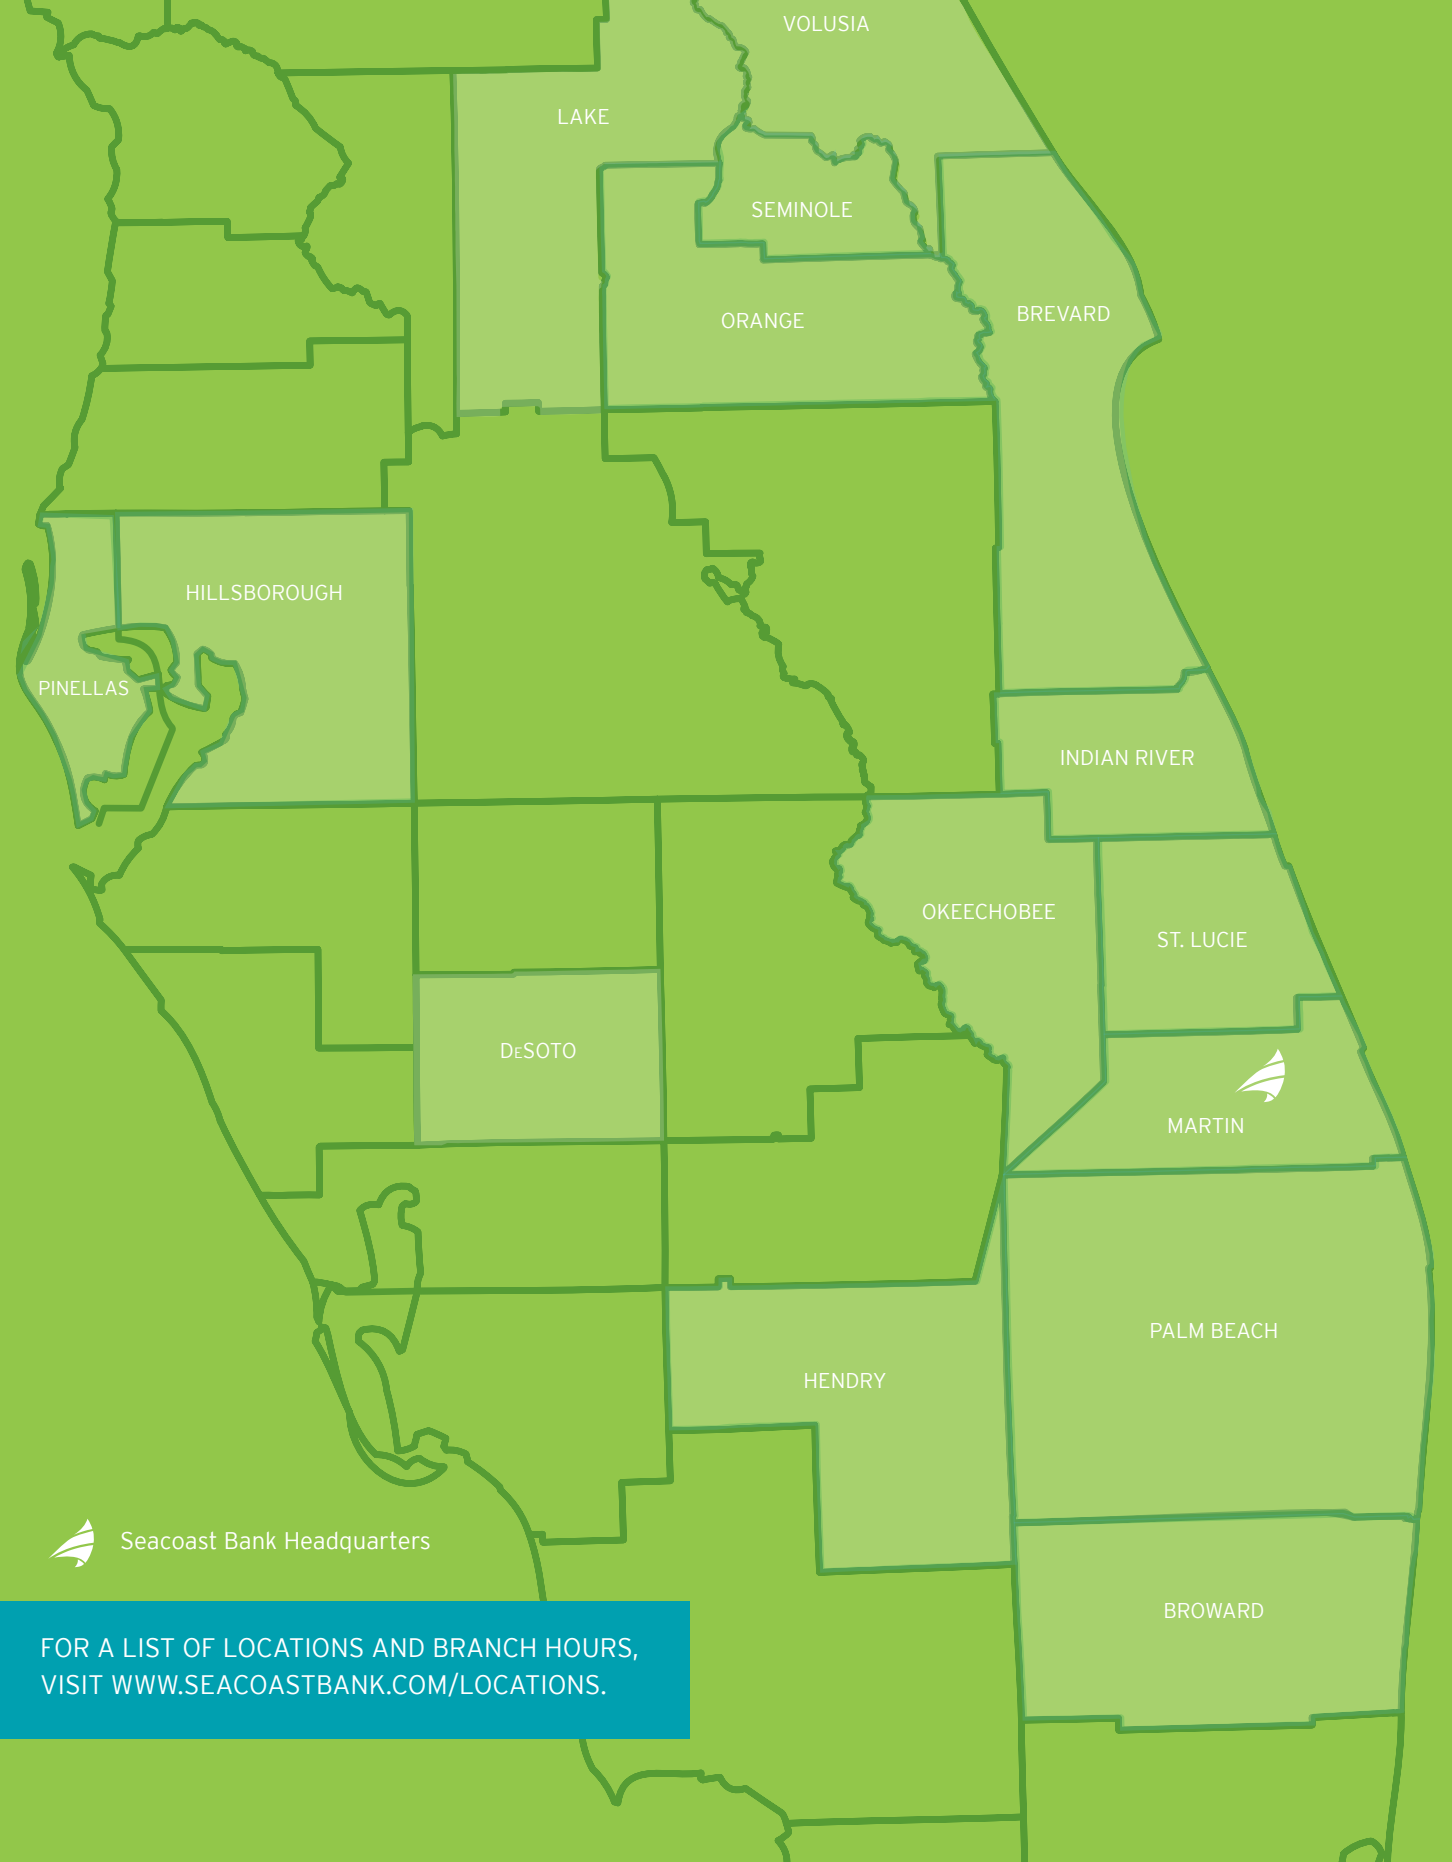 VOLUSIA
LAKE
SEMINOLE
BREVARD
ORANGE
HILLSBOROUGH
PINELLAS
INDIAN RIVER
OKEECHOBEE
ST. LUCIE
DeSOTO
MARTIN
PALM BEACH
HENDRY
Seacoast Bank Headquarters
BROWARD
FOR A LIST OF LOCATIONS AND BRANCH HOURS,
VISIT WWW.SEACOASTBANK.COM/LOCATIONS.